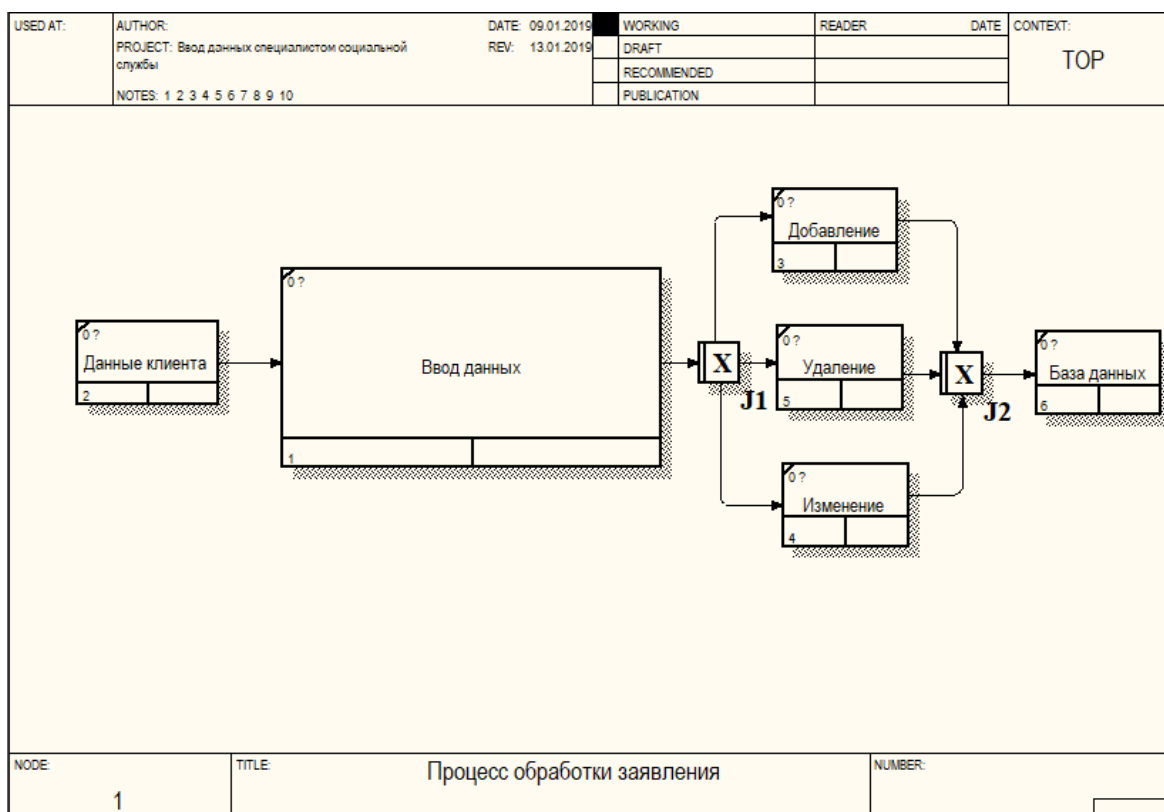 USED AT:
AUTHOR:
DATE: 09.01.2019
PROJECT: Ввод данных специалистом социальной
службы
REV: 13.01.2019
NOTES: 1 2 3 4 5 6 7 8 9 10
WORKING
DRAFT
RECOMMENDED
PUBLICATION
READER
DATE
CONTEXT:
TOP
0 ?
Данные клиента
2
0 ?
Ввод данных
1
X
J1
0 ?
Добавление
3
0 ?
Удаление
5
0 ?
Изменение
4
X
J2
0 ?
База данных
6
NODE:
1
TITLE:
Процесс обработки заявления
NUMBER: